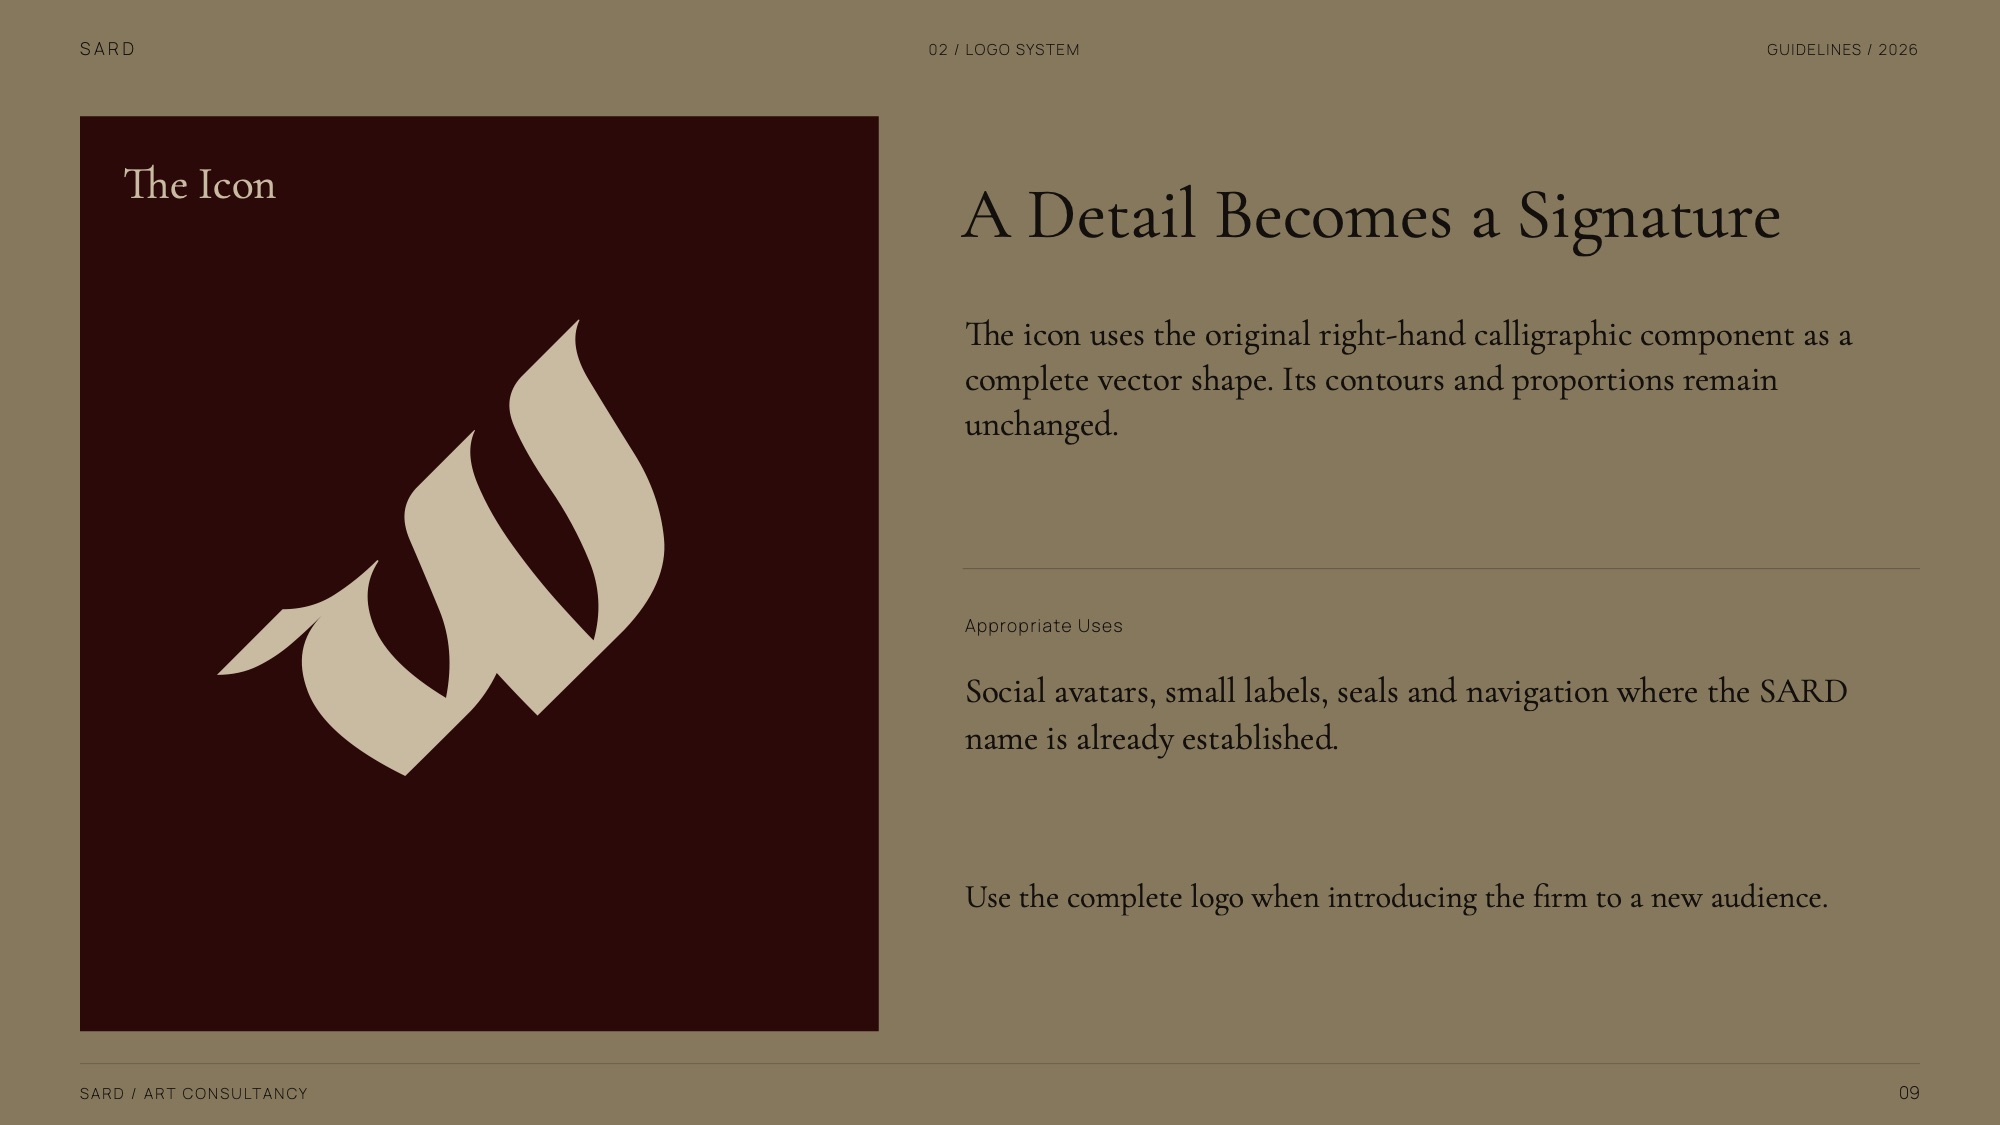 SARD
02 / LOGO SYSTEM
GUIDELINES / 2026
The Icon
A Detail Becomes a Signature
The icon uses the original right-hand calligraphic component as a
complete vector shape. Its contours and proportions remain
unchanged.
Appropriate Uses
Social avatars, small labels, seals and navigation where the SARD
name is already established.
Use the complete logo when introducing the firm to a new audience.
SARD / ART CONSULTANCY
09